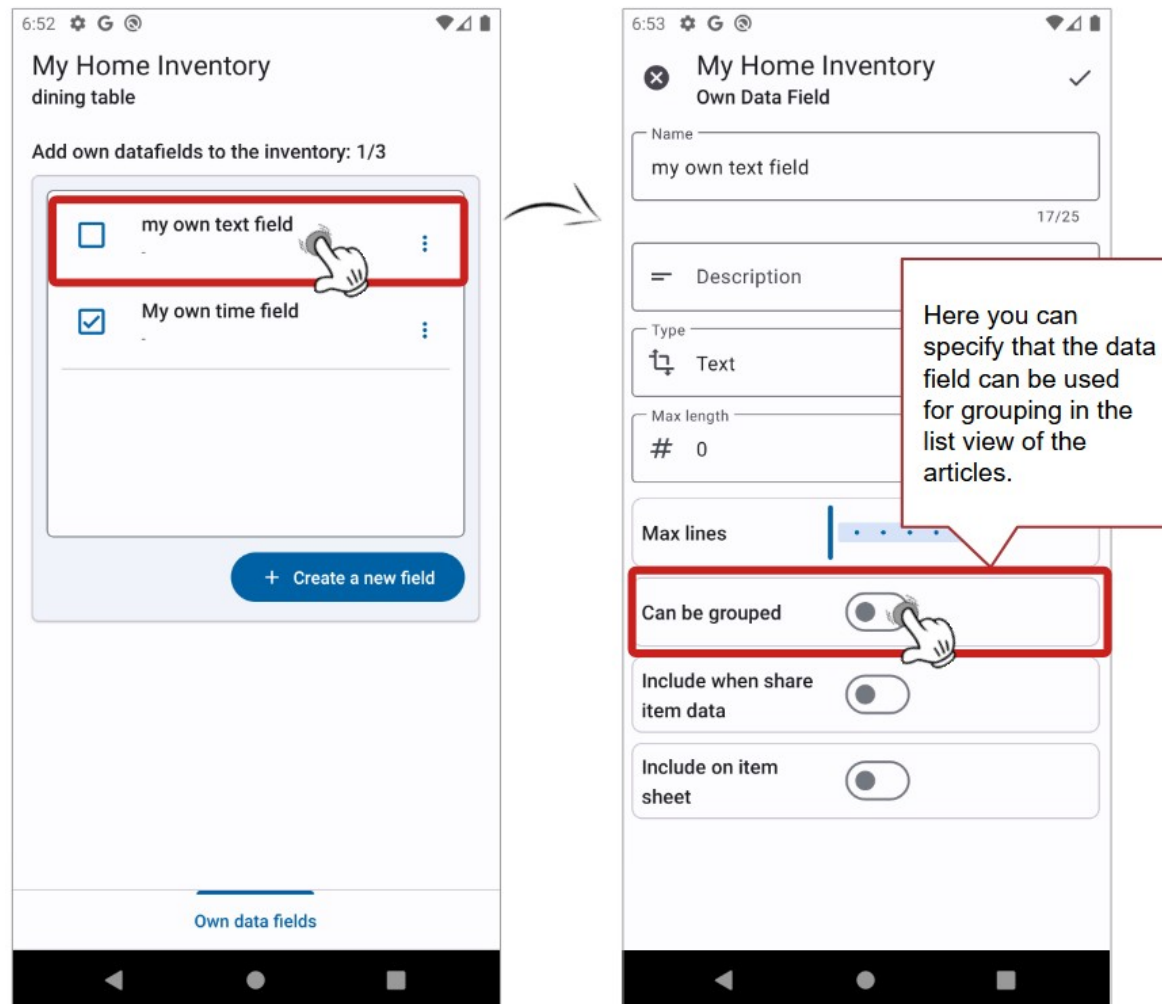 6:52 G
My Home Inventory
dining table
Add own datafields to the inventory: 1/3
my own text field
-
My own time field
-
+ Create a new field
Own data fields
6:53 G
My Home Inventory
Own Data Field
Name
my own text field
17/25
Description
Type
Text
Max length
# 0
Max lines
Can be grouped
Include when share
item data
Include on item
sheet
Here you can
specify that the data
field can be used
for grouping in the
list view of the
articles.